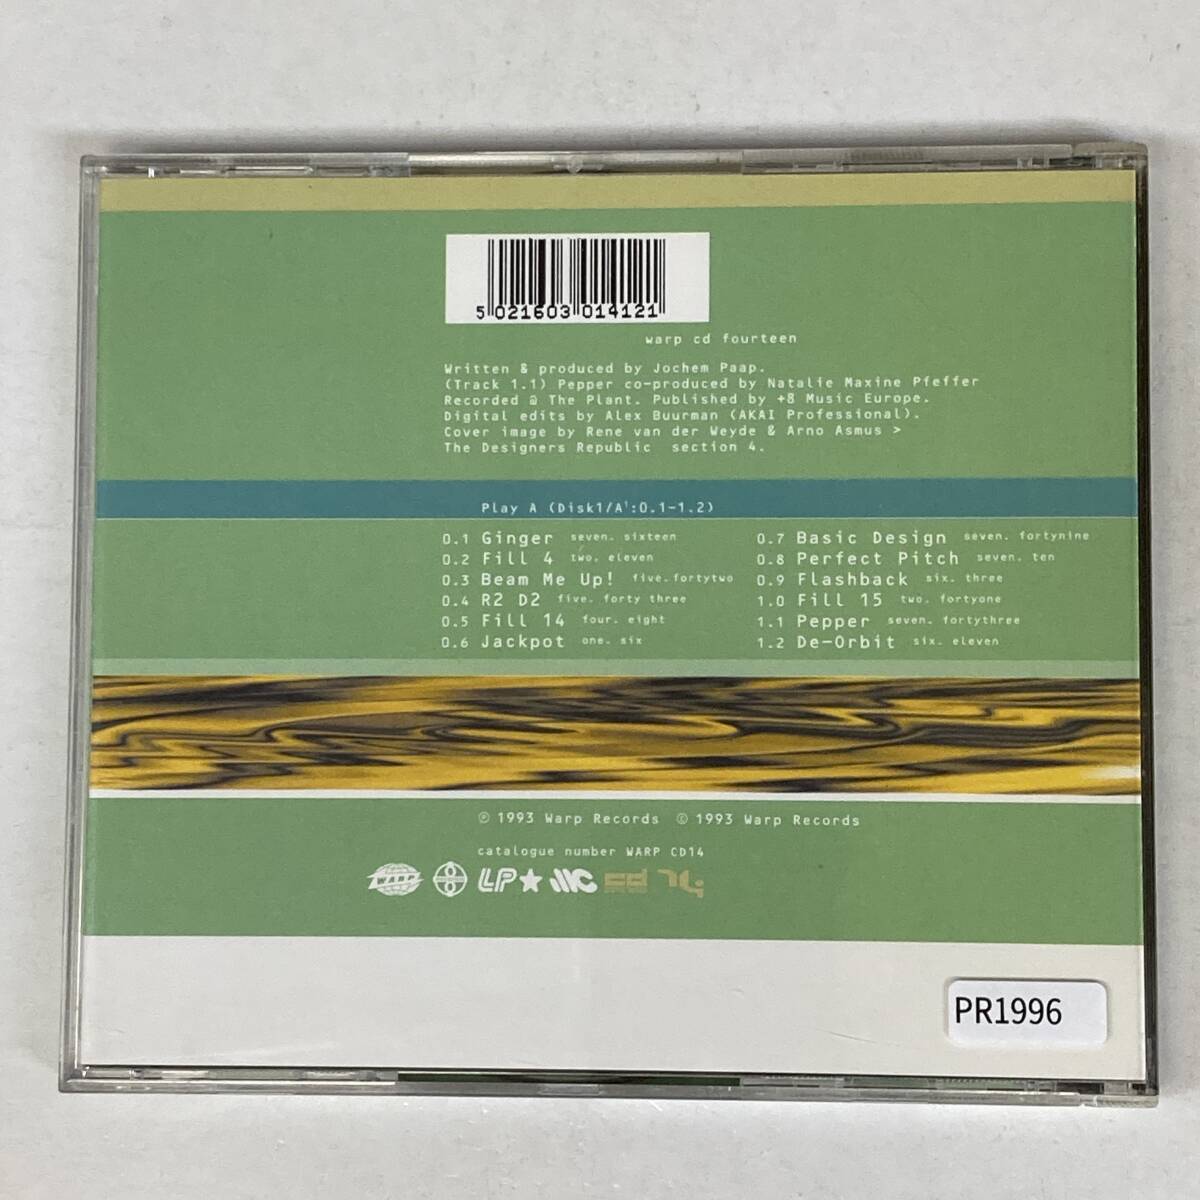 5 021603 014121
warp cd fourteen
Written & produced by Jochem Paap.
(Track 1.1) Pepper co-produced by Natalie Maxine Pfeffer
Recorded @ The Plant. Published by +8 Music Europe.
Digital edits by Alex Buurman (AKAI Professional).
Cover image by Rene van der Weyde & Arno Asmus >
The Designers Republic section 4.
Play A (Disk1/A¹:0.1-1.2)
0.1 Ginger seven. sixteen
0.2 Fill 4 two. eleven
0.3 Beam Me Up! five.fortytwo
0.4 R2 D2 five. forty three
0.5 Fill 14 four. eight
0.6 Jackpot one. six
0.7 Basic Design seven. fortynine
0.8 Perfect Pitch seven. ten
0.9 Flashback six. three
1.0 Fill 15 two. fortyone
1.1 Pepper seven. fortythree
1.2 De-Orbit six. eleven
℗ 1993 Warp Records © 1993 Warp Records
catalogue number WARP CD14
WARP LP★ MC cd 14
PR1996